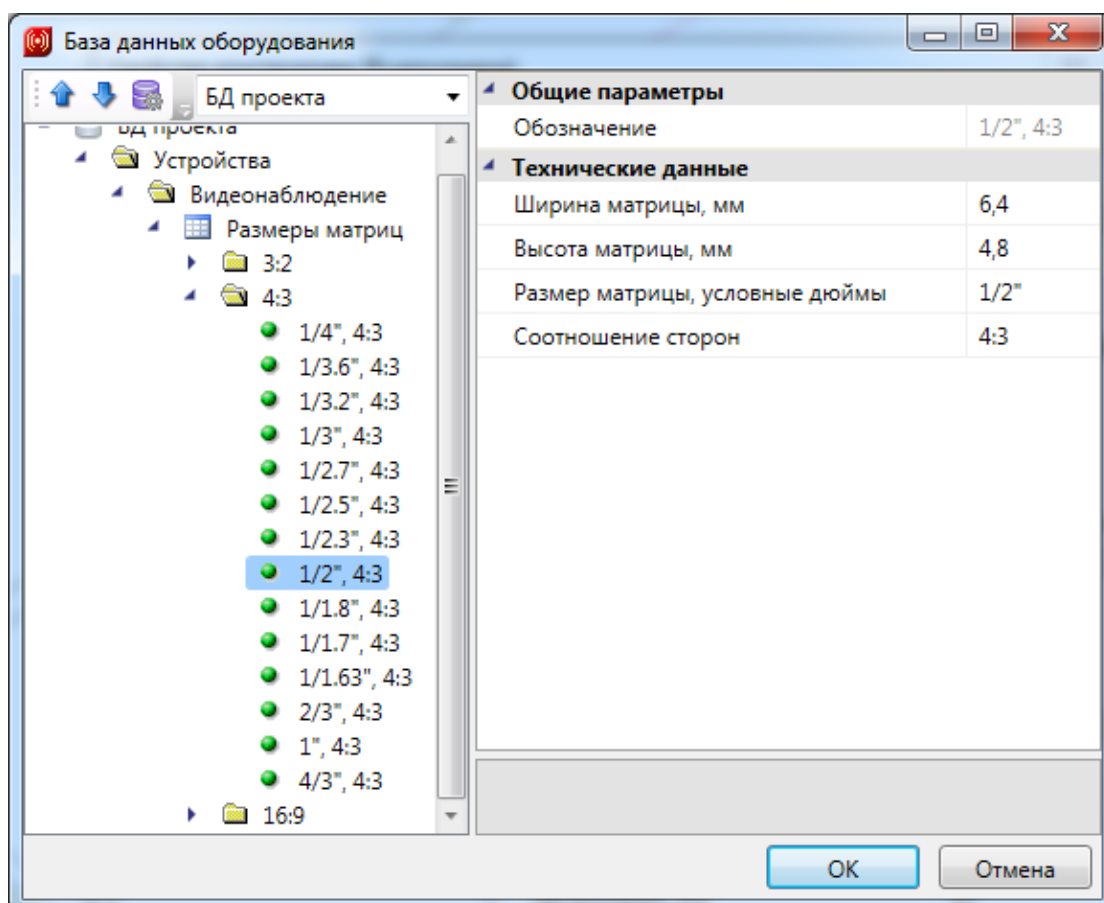 База данных оборудования
БД проекта
БД проекта
Устройства
Видеонаблюдение
Размеры матриц
3:2
4:3
1/4", 4:3
1/3.6", 4:3
1/3.2", 4:3
1/3", 4:3
1/2.7", 4:3
1/2.5", 4:3
1/2.3", 4:3
1/2", 4:3
1/1.8", 4:3
1/1.7", 4:3
1/1.63", 4:3
2/3", 4:3
1", 4:3
4/3", 4:3
16:9
Общие параметры
Обозначение 1/2", 4:3
Технические данные
Ширина матрицы, мм 6,4
Высота матрицы, мм 4,8
Размер матрицы, условные дюймы 1/2"
Соотношение сторон 4:3
OK Отмена